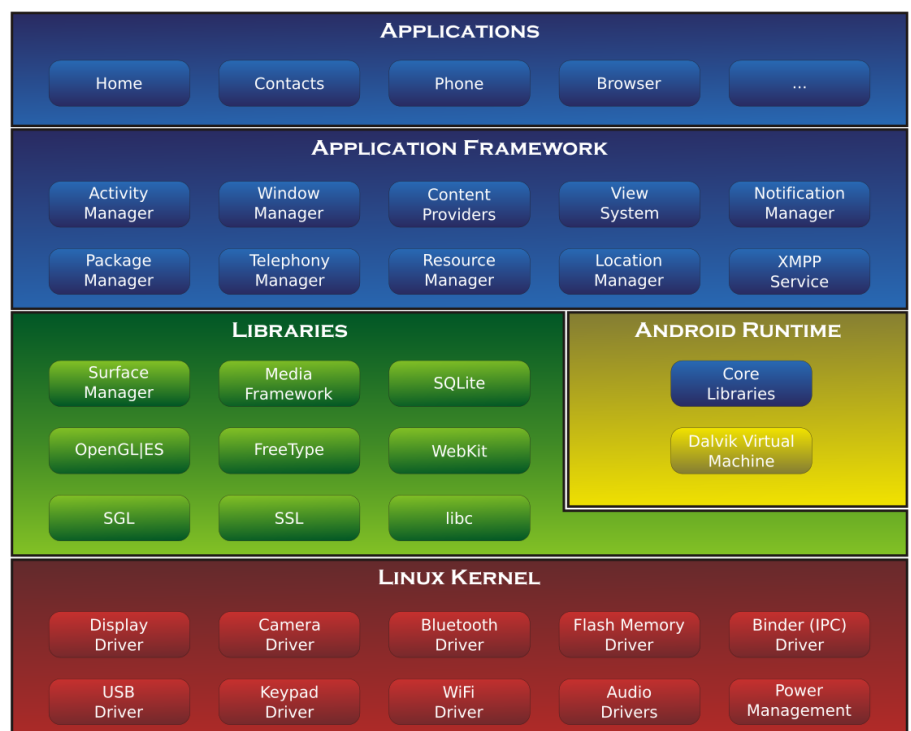 APPLICATIONS
Home
Contacts
Phone
Browser
...
APPLICATION FRAMEWORK
Activity
Manager
Window
Manager
Content
Providers
View
System
Notification
Manager
Package
Manager
Telephony
Manager
Resource
Manager
Location
Manager
XMPP
Service
LIBRARIES
Surface
Manager
Media
Framework
SQLite
OpenGL|ES
FreeType
WebKit
SGL
SSL
libc
ANDROID RUNTIME
Core
Libraries
Dalvik Virtual
Machine
LINUX KERNEL
Display
Driver
Camera
Driver
Bluetooth
Driver
Flash Memory
Driver
Binder (IPC)
Driver
USB
Driver
Keypad
Driver
WiFi
Driver
Audio
Drivers
Power
Management